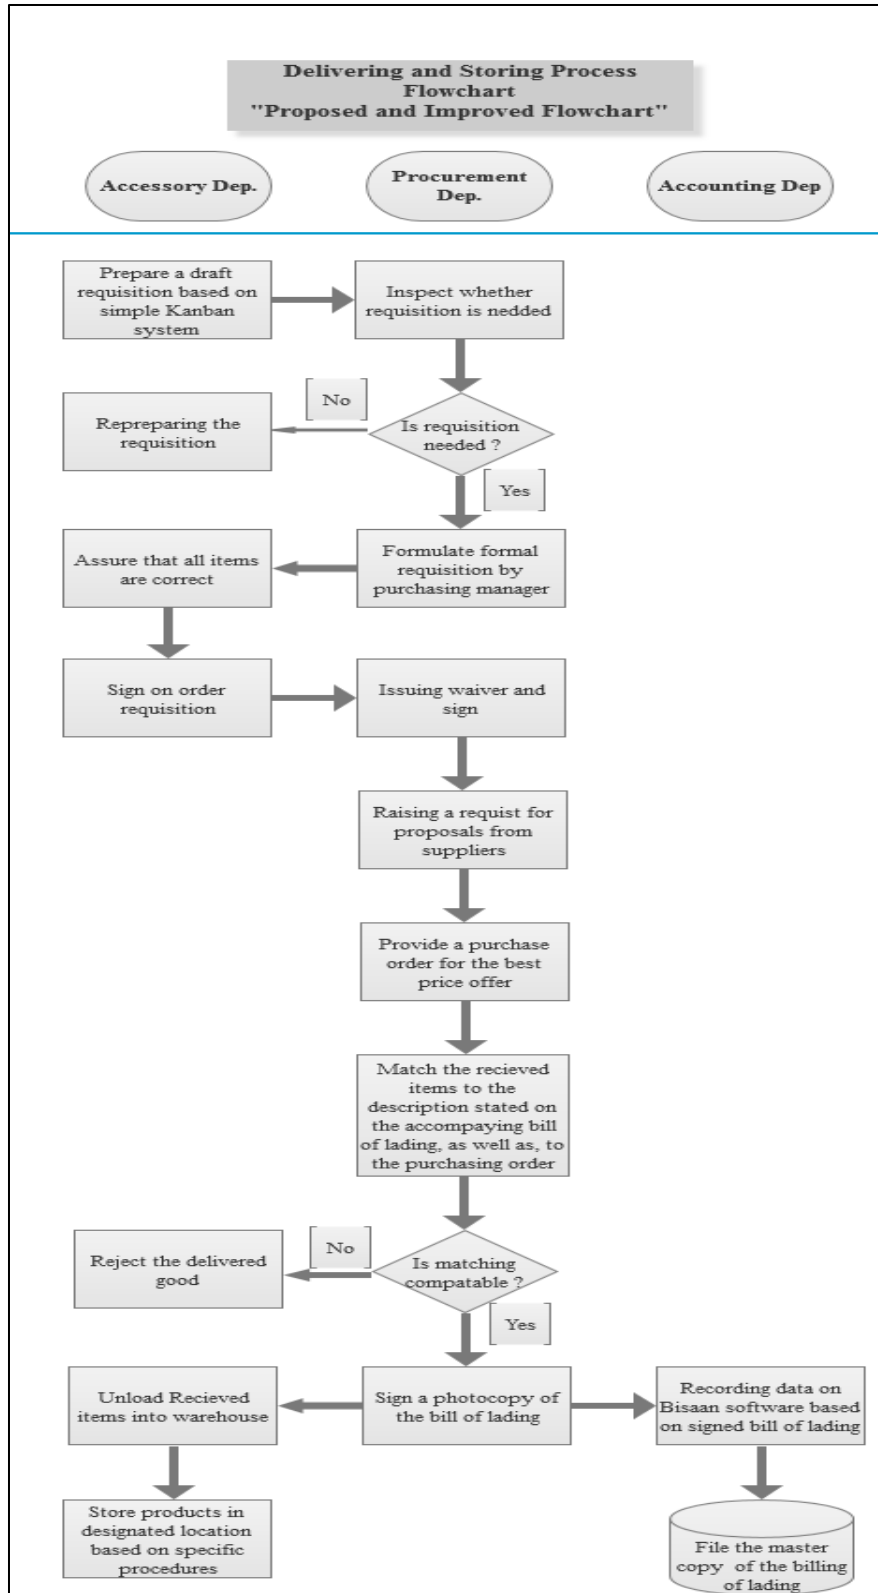 Delivering and Storing Process
Flowchart
"Proposed and Improved Flowchart"
Accessory Dep.
Procurement
Dep.
Accounting Dep
Prepare a draft
requisition based on
simple Kanban
system
Inspect whether
requisition is nedded
No
Is requisition
needed ?
Repreparing the
requisition
Yes
Formulate formal
requisition by
purchasing manager
Assure that all items
are correct
Sign on order
requisition
Issuing waiver and
sign
Raising a requist for
proposals from
suppliers
Provide a purchase
order for the best
price offer
Match the recieved
items to the
description stated on
the accompaying bill
of lading, as well as, to
the purchasing order
No
Is matching
compatable ?
Reject the delivered
good
Yes
Sign a photocopy of
the bill of lading
Unload Recieved
items into warehouse
Recording data on
Bisaan software based
on signed bill of lading
Store products in
designated location
based on specific
procedures
File the master
copy of the billing
of lading